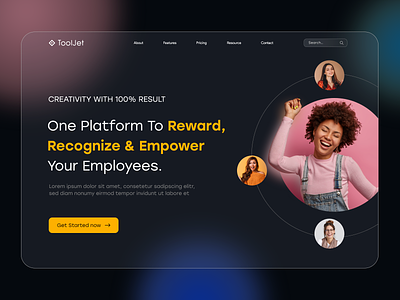 ToolJet
About Features Pricing Resource Contact Search...
CREATIVITY WITH 100% RESULT
One Platform To Reward,
Recognize & Empower
Your Employees.
Lorem ipsum dolor sit amet, consetetur sadipscing elitr,
sed diam nonumy eirmod tempor invidunt ut labore et
Get Started now →